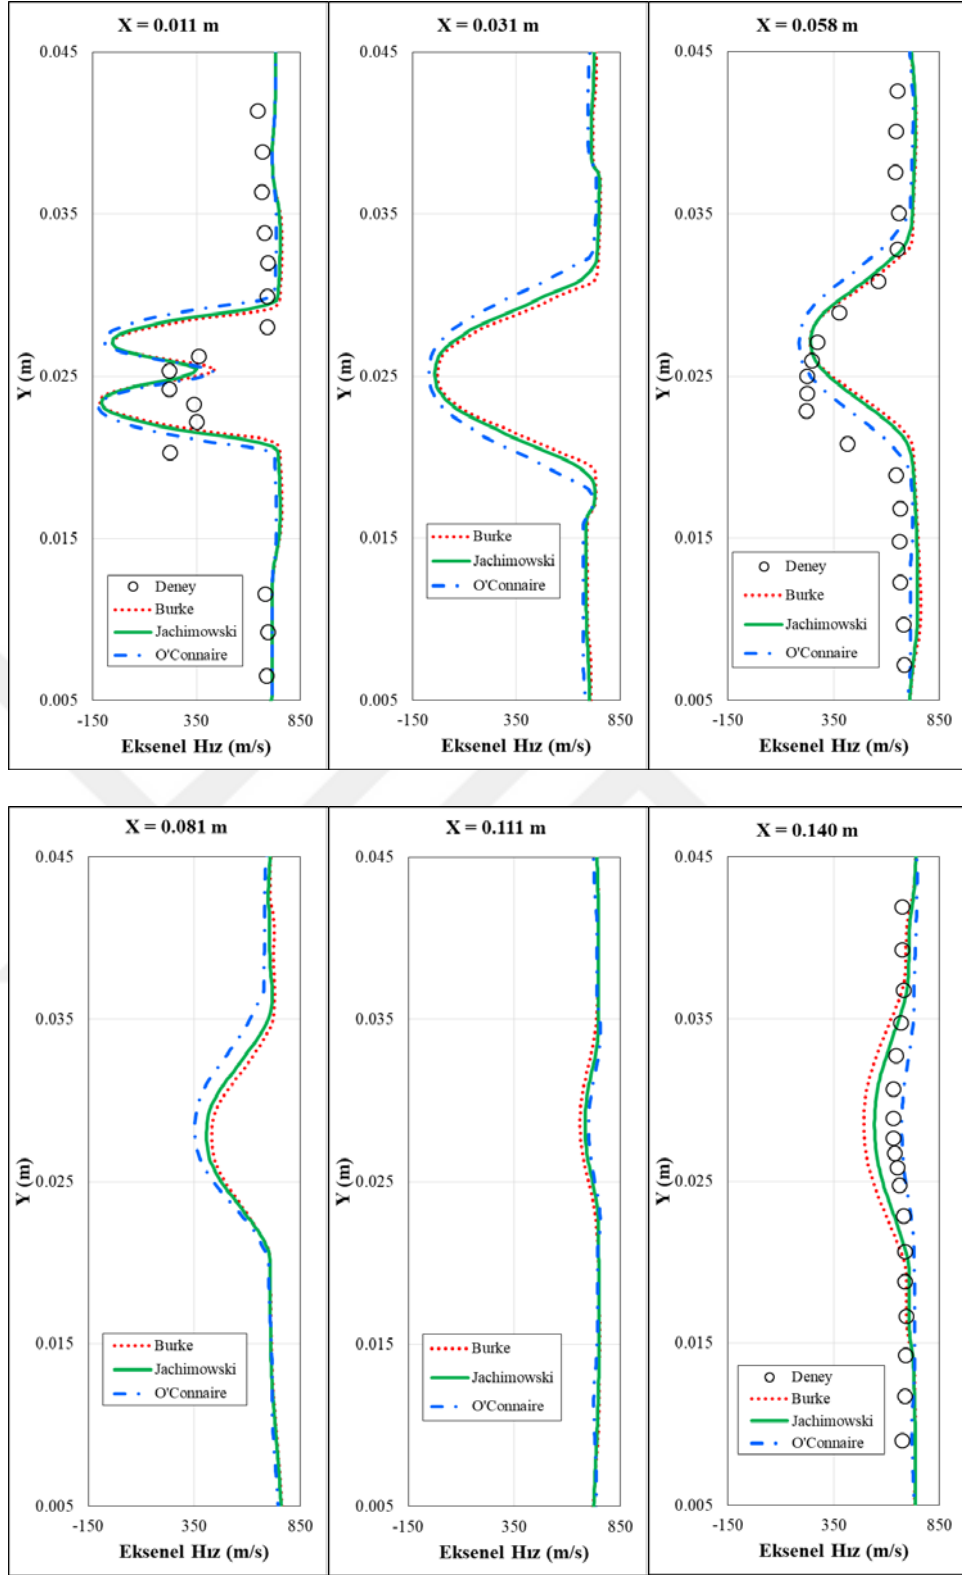 X = 0.011 m
0.045
0.035
0.025
0.015
0.005
Y (m)
Deney
Burke
Jachimowski
O'Connaire
-150 350 850
Eksenel Hız (m/s)
X = 0.031 m
0.045
0.035
0.025
0.015
0.005
Y (m)
Burke
Jachimowski
O'Connaire
-150 350 850
Eksenel Hız (m/s)
X = 0.058 m
0.045
0.035
0.025
0.015
0.005
Y (m)
Deney
Burke
Jachimowski
O'Connaire
-150 350 850
Eksenel Hız (m/s)
X = 0.081 m
0.045
0.035
0.025
0.015
0.005
Y (m)
Burke
Jachimowski
O'Connaire
-150 350 850
Eksenel Hız (m/s)
X = 0.111 m
0.045
0.035
0.025
0.015
0.005
Y (m)
Burke
Jachimowski
O'Connaire
-150 350 850
Eksenel Hız (m/s)
X = 0.140 m
0.045
0.035
0.025
0.015
0.005
Y (m)
Deney
Burke
Jachimowski
O'Connaire
-150 350 850
Eksenel Hız (m/s)